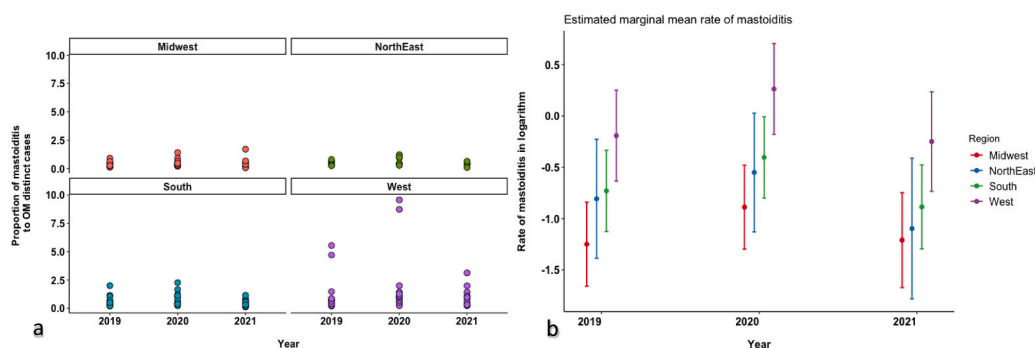 Midwest
NorthEast
10.0
7.5
5.0
2.5
0.0
South
West
10.0
7.5
5.0
2.5
0.0
2019 2020 2021
2019 2020 2021
Year
Proportion of mastoiditis
to OM distinct cases
a
Estimated marginal mean rate of mastoiditis
0.5
0.0
-0.5
-1.0
-1.5
2019 2020 2021
Year
Rate of mastoiditis in logarithm
Region
Midwest
NorthEast
South
West
b